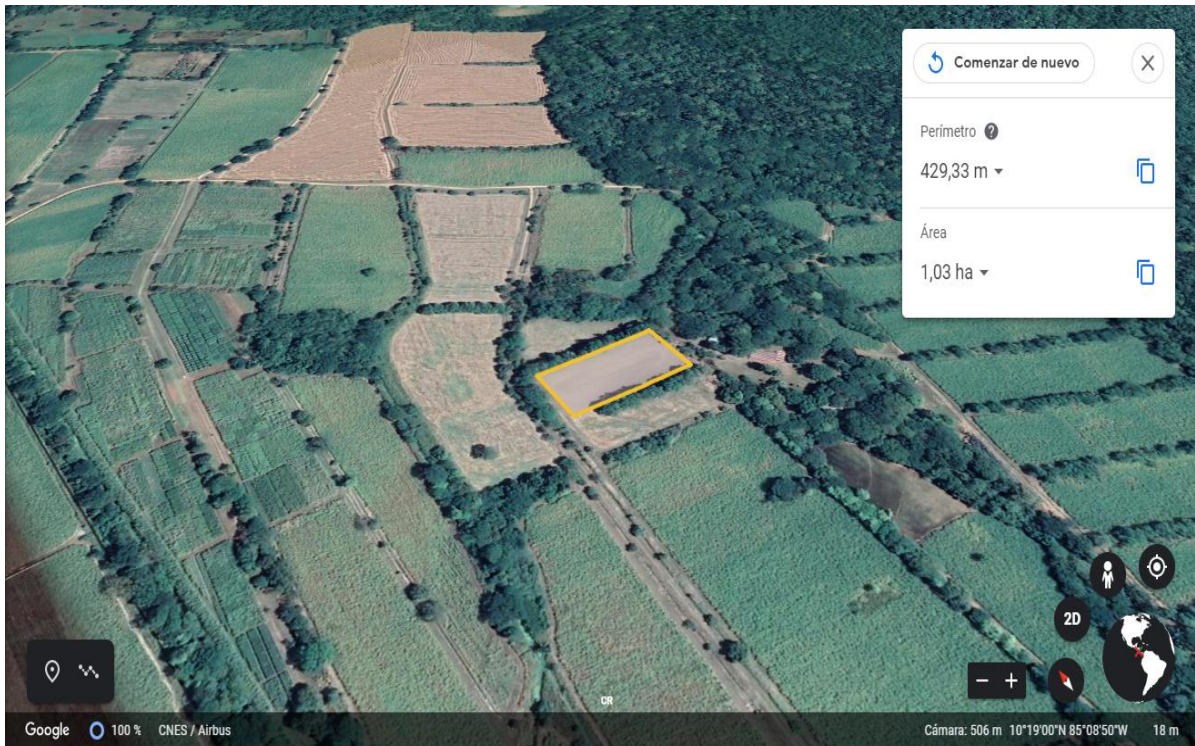 Comenzar de nuevo
Perímetro ?
429,33 m
Área
1,03 ha
2D
CR
Google 100 % CNES / Airbus Cámara: 506 m 10°19'00"N 85°08'50"W 18 m